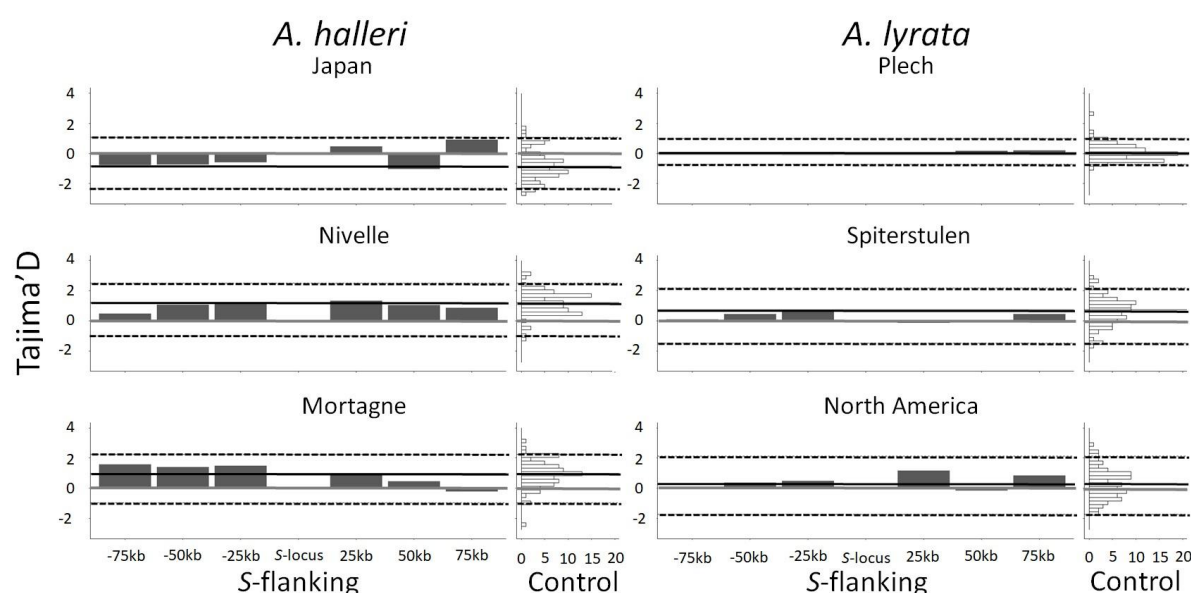 A. halleri
A. lyrata
Japan
Plech
4
2
0
-2
4
2
0
-2
Nivelle
Spiterstulen
4
2
0
-2
4
2
0
-2
Tajima'D
Mortagne
North America
4
2
0
-2
4
2
0
-2
-75kb -50kb -25kb S-locus 25kb 50kb 75kb
0 5 10 15 20
-75kb -50kb -25kb S-locus 25kb 50kb 75kb
0 5 10 15 20
S-flanking
Control
S-flanking
Control